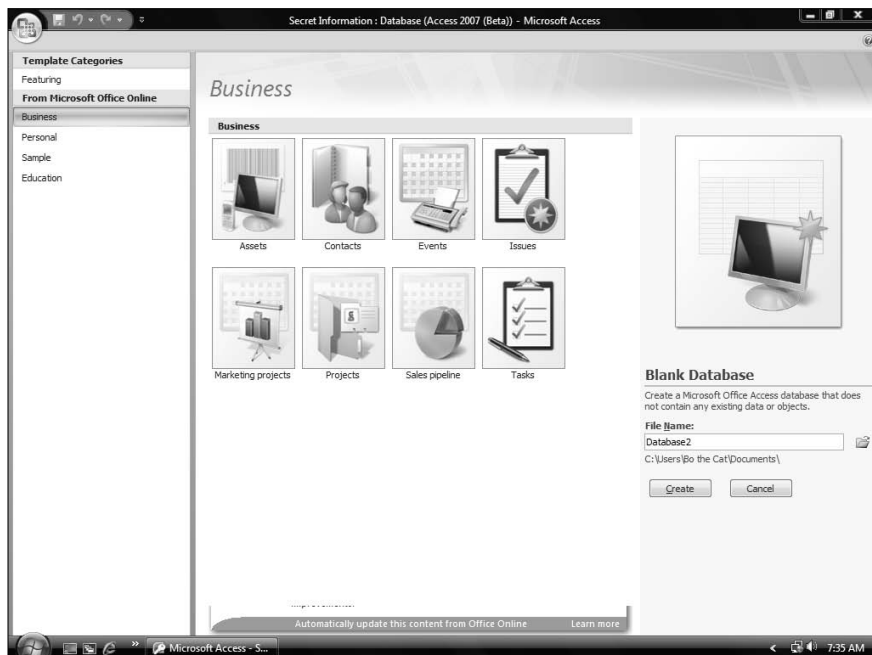 Secret Information : Database (Access 2007 (Beta)) - Microsoft Access
Template Categories
Featuring
From Microsoft Office Online
Business
Personal
Sample
Education
Business
Business
Assets
Contacts
Events
Issues
Marketing projects
Projects
Sales pipeline
Tasks
Blank Database
Create a Microsoft Office Access database that does
not contain any existing data or objects.
File Name:
Database2
C:\Users\Bo the Cat\Documents\
Create
Cancel
Automatically update this content from Office Online
Learn more
Microsoft Access - S...
7:35 AM